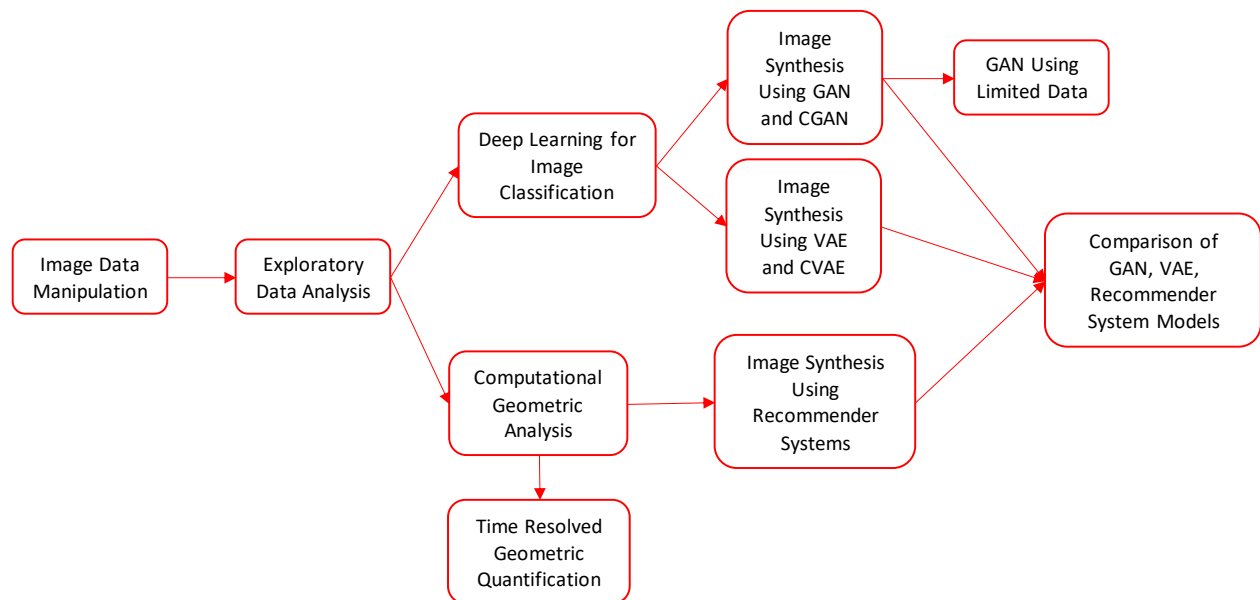 Image Data
Manipulation
Exploratory
Data Analysis
Deep Learning for
Image
Classification
Computational
Geometric
Analysis
Time Resolved
Geometric
Quantification
Image
Synthesis
Using GAN
and CGAN
Image
Synthesis
Using VAE
and CVAE
Image Synthesis
Using
Recommender
Systems
GAN Using
Limited Data
Comparison of
GAN, VAE,
Recommender
System Models